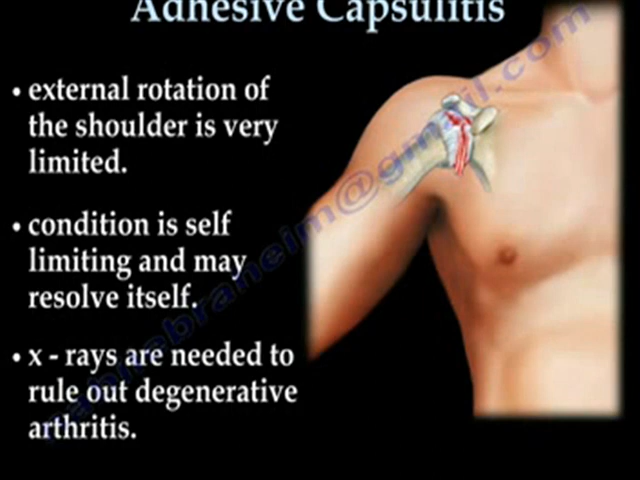 Adhesive Capsulitis
• external rotation of
the shoulder is very
limited.
• condition is self
limiting and may
resolve itself.
• x - rays are needed to
rule out degenerative
arthritis.